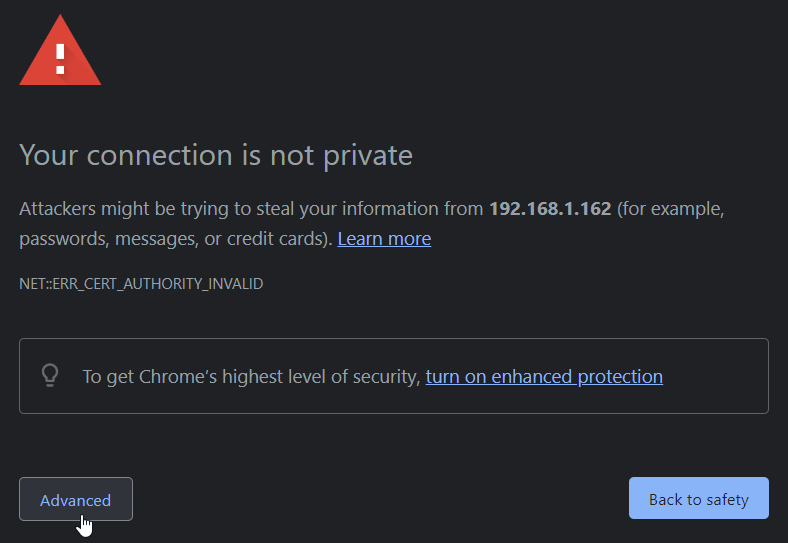 Your connection is not private
Attackers might be trying to steal your information from 192.168.1.162 (for example,
passwords, messages, or credit cards). Learn more
NET::ERR_CERT_AUTHORITY_INVALID
To get Chrome's highest level of security, turn on enhanced protection
Advanced
Back to safety